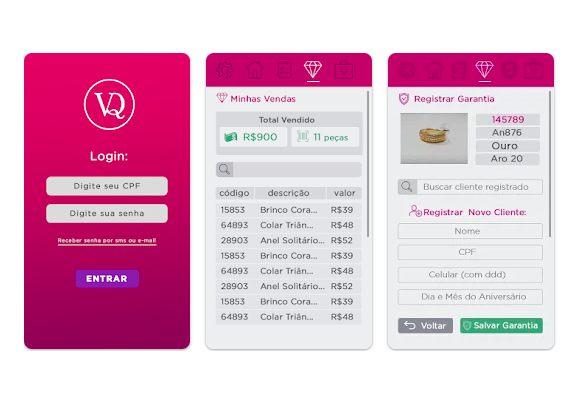 VQ
Login:
Digite seu CPF
Digite sua senha
Receber senha por sms ou e-mail
ENTRAR
Minhas Vendas
Total Vendido
R$900 11 peças
código descrição valor
15853 Brinco Cora... R$39
64893 Colar Triân... R$48
28903 Anel Solitário... R$52
15853 Brinco Cora... R$39
64893 Colar Triân... R$48
28903 Anel Solitário... R$52
15853 Brinco Cora... R$39
64893 Colar Triân... R$48
Registrar Garantia
145789
An876
Ouro
Aro 20
Buscar cliente registrado
Registrar Novo Cliente:
Nome
CPF
Celular (com ddd)
Dia e Mês do Aniversário
Voltar Salvar Garantia